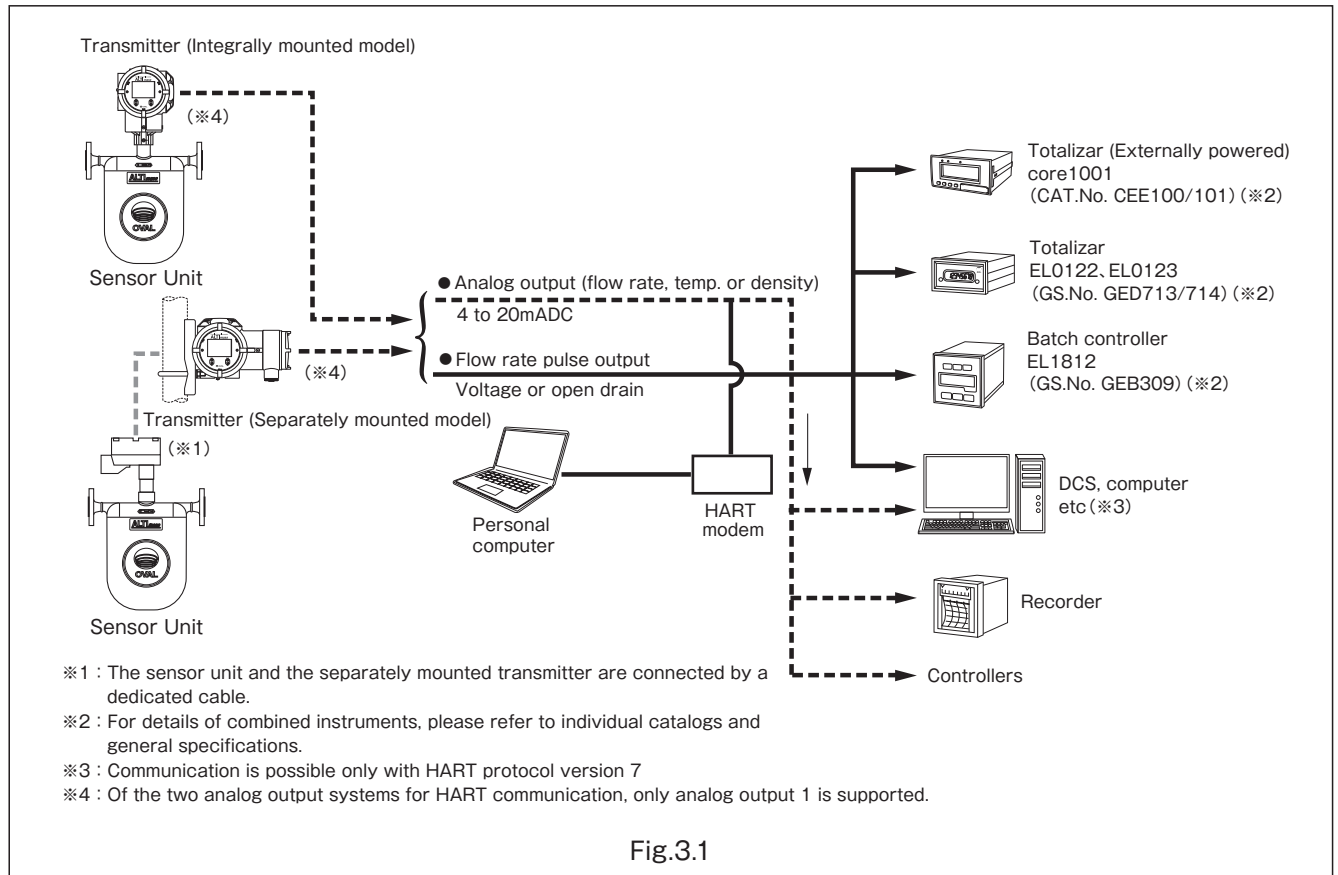 Transmitter (Integrally mounted model)
(※4)
ALTImass
OVAL
Sensor Unit
(※4)
Transmitter (Separately mounted model)
(※1)
ALTImass
OVAL
Sensor Unit
●Analog output (flow rate, temp. or density)
4 to 20mADC
●Flow rate pulse output
Voltage or open drain
Personal
computer
HART
modem
Totalizar (Externally powered)
core1001
(CAT.No. CEE100/101) (※2)
Totalizar
EL0122、EL0123
(GS.No. GED713/714) (※2)
Batch controller
EL1812
(GS.No. GEB309) (※2)
DCS, computer
etc(※3)
Recorder
Controllers
※1 : The sensor unit and the separately mounted transmitter are connected by a
dedicated cable.
※2 : For details of combined instruments, please refer to individual catalogs and
general specifications.
※3 : Communication is possible only with HART protocol version 7
※4 : Of the two analog output systems for HART communication, only analog output 1 is supported.
Fig.3.1